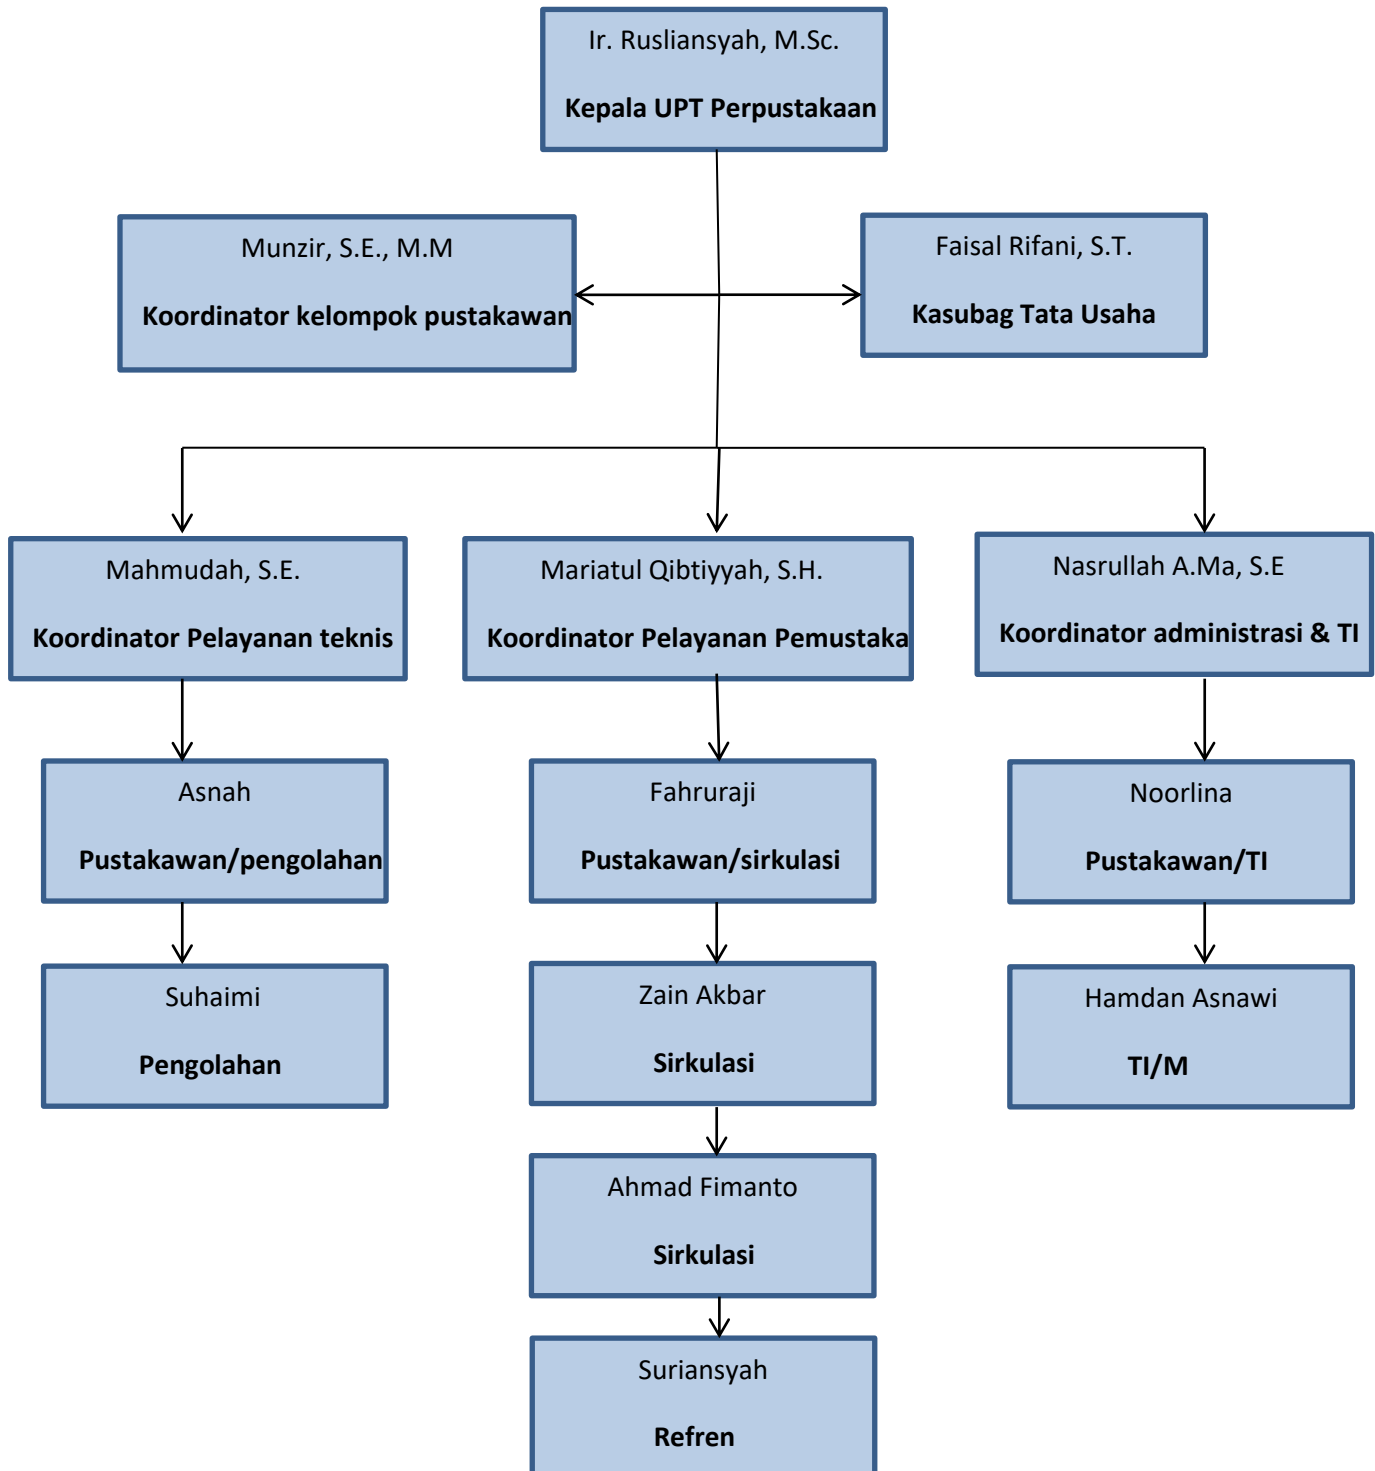 Ir. Rusliansyah, M.Sc.
Kepala UPT Perpustakaan
Munzir, S.E., M.M
Koordinator kelompok pustakawan
Faisal Rifani, S.T.
Kasubag Tata Usaha
Mahmudah, S.E.
Koordinator Pelayanan teknis
Mariatul Qibtiyyah, S.H.
Koordinator Pelayanan Pemustaka
Nasrullah A.Ma, S.E
Koordinator administrasi & TI
Asnah
Pustakawan/pengolahan
Fahruraji
Pustakawan/sirkulasi
Noorlina
Pustakawan/TI
Suhaimi
Pengolahan
Zain Akbar
Sirkulasi
Hamdan Asnawi
TI/M
Ahmad Fimanto
Sirkulasi
Suriansyah
Refren